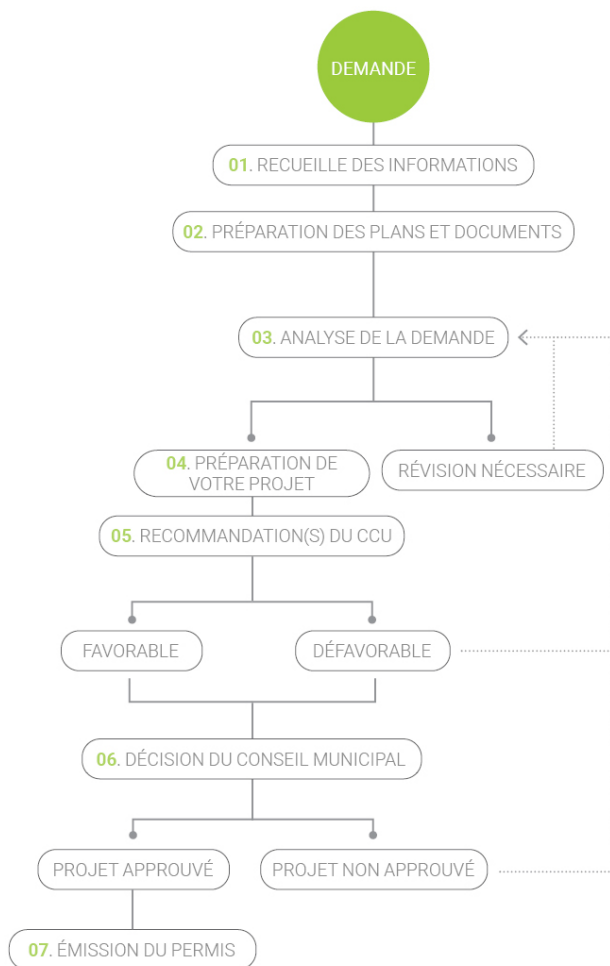 DEMANDE
01. RECUEILLE DES INFORMATIONS
02. PRÉPARATION DES PLANS ET DOCUMENTS
03. ANALYSE DE LA DEMANDE
04. PRÉPARATION DE
VOTRE PROJET
RÉVISION NÉCESSAIRE
05. RECOMMANDATION(S) DU CCU
FAVORABLE
DÉFAVORABLE
06. DÉCISION DU CONSEIL MUNICIPAL
PROJET APPROUVÉ
PROJET NON APPROUVÉ
07. ÉMISSION DU PERMIS